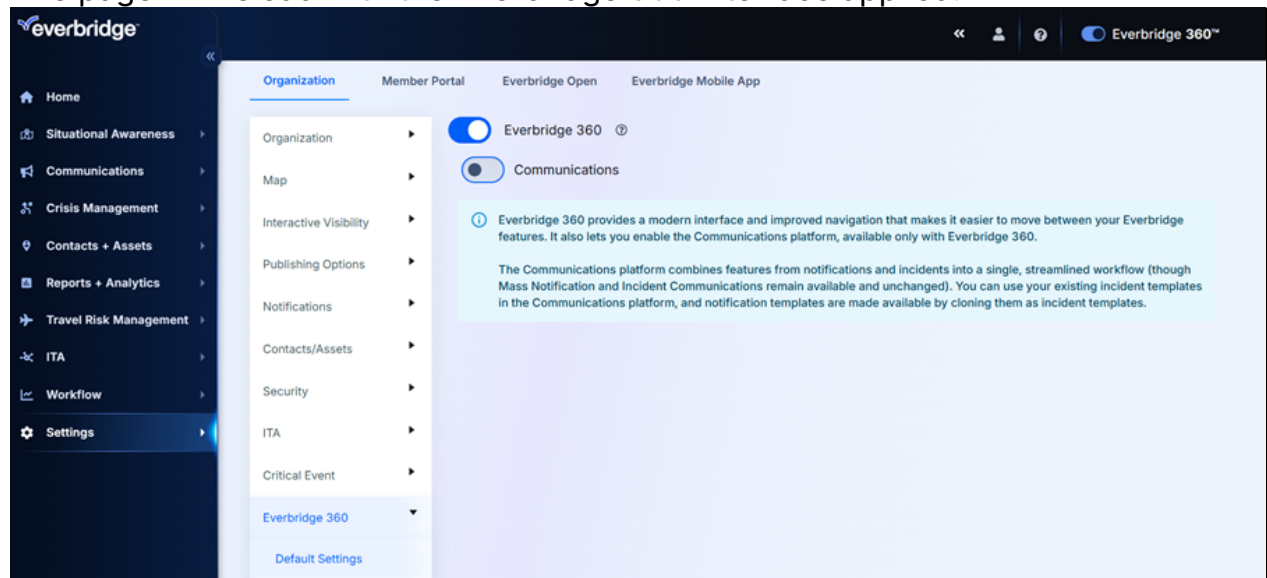 everbridge
«
«
Everbridge 360™
Home
Situational Awareness
Communications
Crisis Management
Contacts + Assets
Reports + Analytics
Travel Risk Management
ITA
Workflow
Settings
Organization
Member Portal
Everbridge Open
Everbridge Mobile App
Organization
Map
Interactive Visibility
Publishing Options
Notifications
Contacts/Assets
Security
ITA
Critical Event
Everbridge 360
Default Settings
Everbridge 360
Communications
Everbridge 360 provides a modern interface and improved navigation that makes it easier to move between your Everbridge
features. It also lets you enable the Communications platform, available only with Everbridge 360.
The Communications platform combines features from notifications and incidents into a single, streamlined workflow (though
Mass Notification and Incident Communications remain available and unchanged). You can use your existing incident templates
in the Communications platform, and notification templates are made available by cloning them as incident templates.